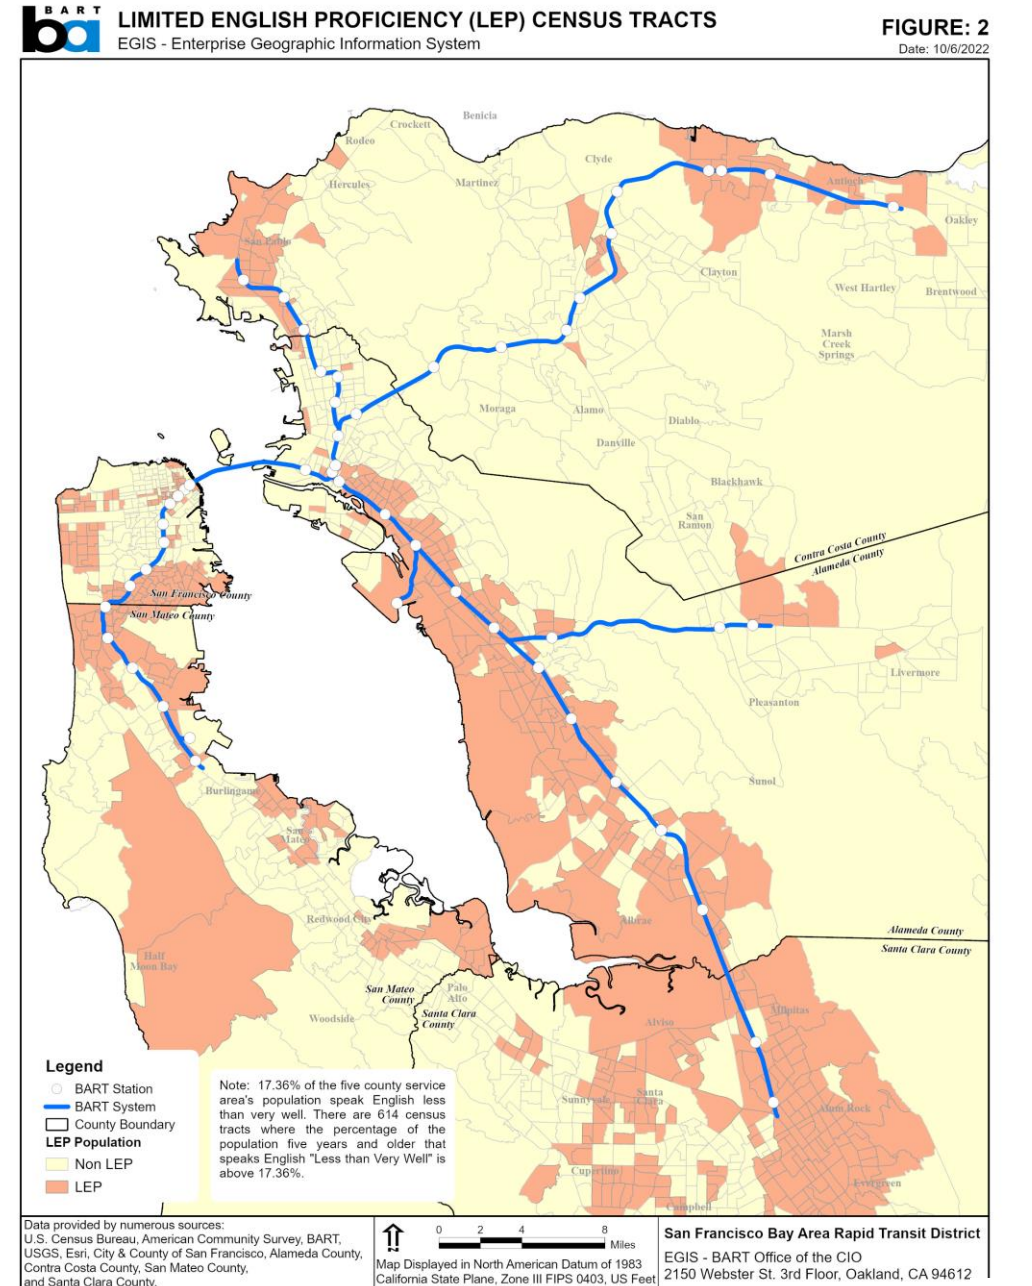 BART
ba
LIMITED ENGLISH PROFICIENCY (LEP) CENSUS TRACTS
EGIS - Enterprise Geographic Information System
FIGURE: 2
Date: 10/6/2022
Benicia
Crockett
Rodeo
Clyde
Hercules
Martinez
Antioch
Oakley
San Pablo
Clayton
West Hartley
Brentwood
Marsh
Creek
Springs
Moraga
Alamo
Diablo
Danville
Blackhawk
San
Ramon
Contra Costa County
Alameda County
San Francisco County
San Mateo County
Livermore
Pleasanton
Sunol
Burlingame
San
Mateo
Redwood City
Albrae
Alameda County
Santa Clara County
Half
Moon Bay
San Mateo
County
Palo
Alto
Santa Clara
County
Woodside
Alviso
Milpitas
Sunnyvale
Santa
Clara
Alum Rock
Cupertino
Evergreen
Campbell
Legend
BART Station
BART System
County Boundary
LEP Population
Non LEP
LEP
Note: 17.36% of the five county service
area's population speak English less
than very well. There are 614 census
tracts where the percentage of the
population five years and older that
speaks English "Less than Very Well" is
above 17.36%.
Data provided by numerous sources:
U.S. Census Bureau, American Community Survey, BART,
USGS, Esri, City & County of San Francisco, Alameda County,
Contra Costa County, San Mateo County,
and Santa Clara County.
N
0 2 4 8
Miles
Map Displayed in North American Datum of 1983
California State Plane, Zone III FIPS 0403, US Feet
San Francisco Bay Area Rapid Transit District
EGIS - BART Office of the CIO
2150 Webster St. 3rd Floor, Oakland, CA 94612